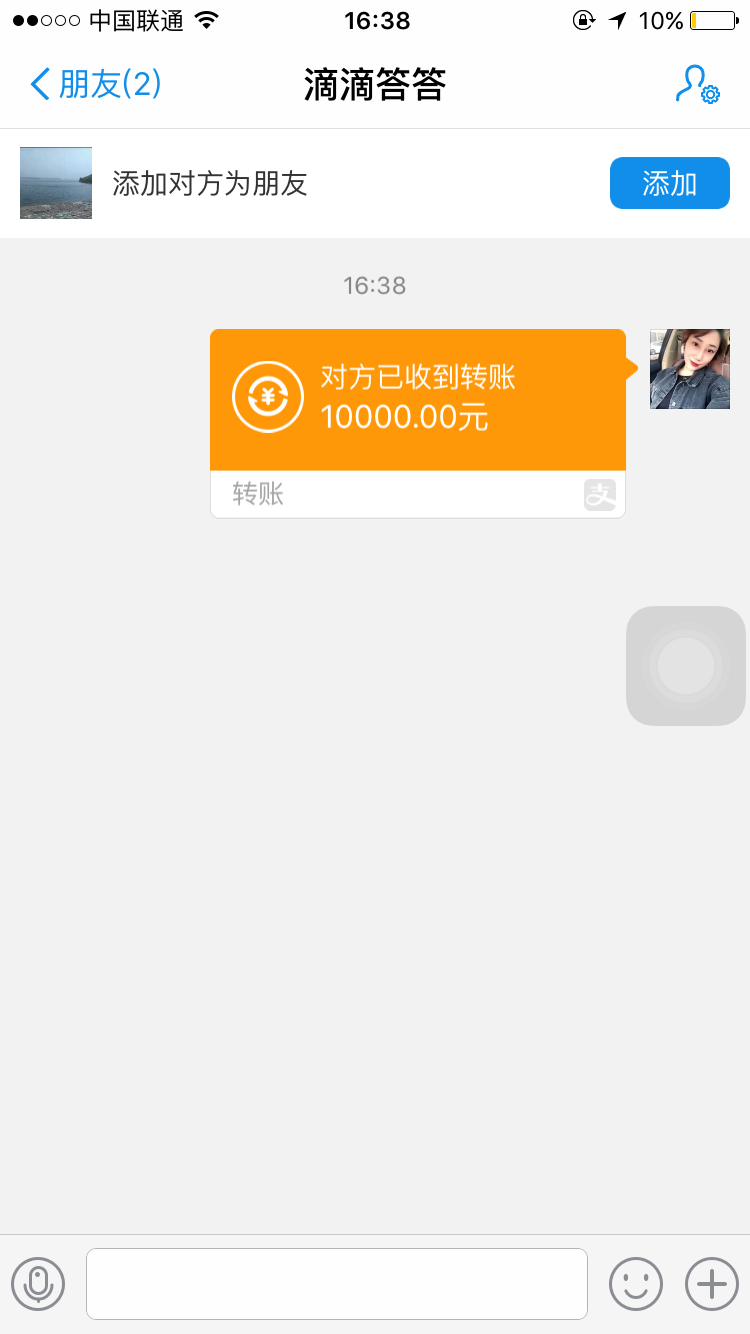 中国联通
16:38
10%
朋友(2)
滴滴答答
添加对方为朋友
添加
16:38
对方已收到转账
10000.00元
转账
支